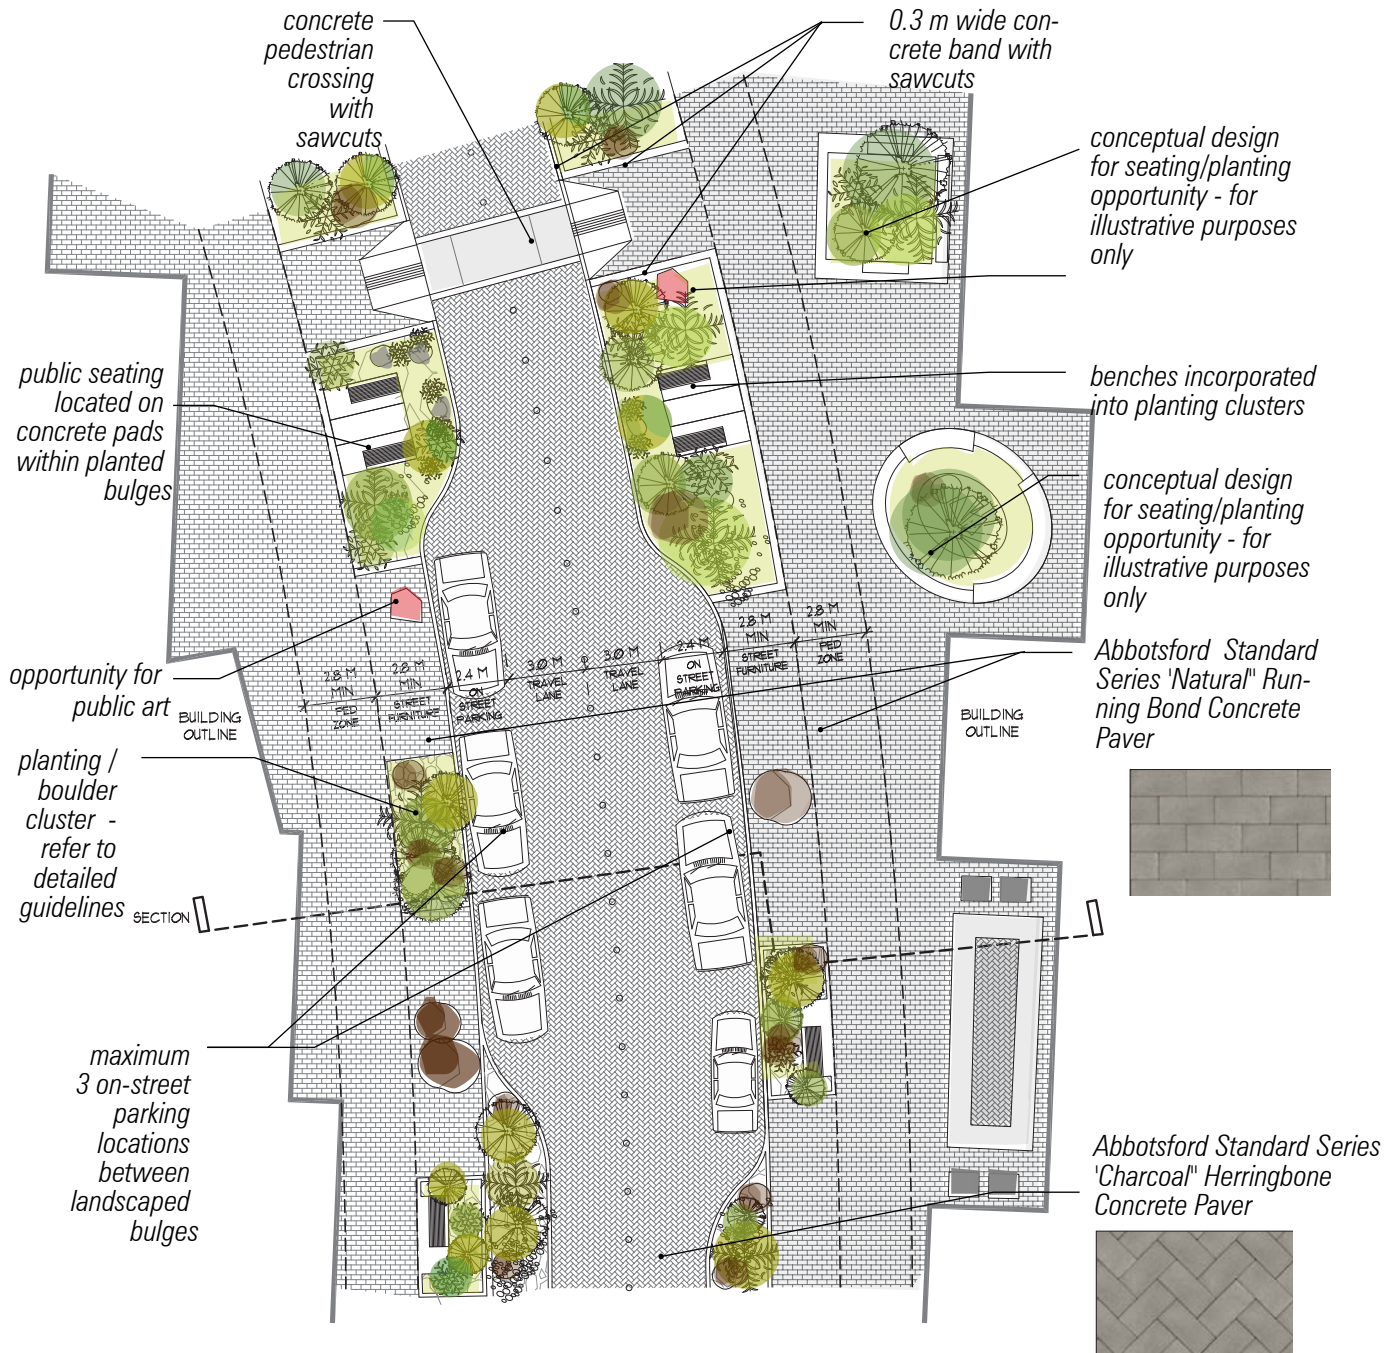 concrete
pedestrian
crossing
with
sawcuts
0.3 m wide con-
crete band with
sawcuts
conceptual design
for seating/planting
opportunity - for
illustrative purposes
only
public seating
located on
concrete pads
within planted
bulges
benches incorporated
into planting clusters
conceptual design
for seating/planting
opportunity - for
illustrative purposes
only
opportunity for
public art
BUILDING
OUTLINE
2.8 M
MIN
PED
ZONE
2.8 M
MIN
STREET
FURNITURE
2.4 M
ON
STREET
PARKING
3.0 M
TRAVEL
LANE
3.0 M
TRAVEL
LANE
2.4 M
ON
STREET
PARKING
2.8 M
MIN
STREET
FURNITURE
2.8 M
MIN
PED
ZONE
BUILDING
OUTLINE
Abbotsford Standard
Series 'Natural" Run-
ning Bond Concrete
Paver
planting /
boulder
cluster -
refer to
detailed
guidelines
SECTION
maximum
3 on-street
parking
locations
between
landscaped
bulges
Abbotsford Standard Series
'Charcoal" Herringbone
Concrete Paver